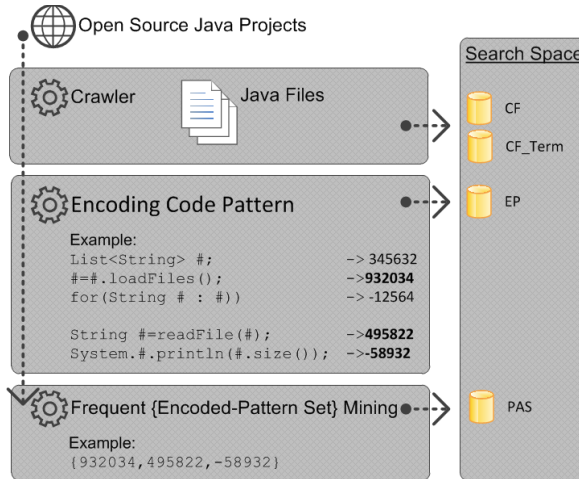 Open Source Java Projects
Search Space
Crawler
Java Files
CF
CF_Term
Encoding Code Pattern
EP
Example:
List<String> #; -> 345632
#=#.loadFiles(); ->932034
for(String # : #)) -> -12564
String #=readFile(#); ->495822
System.#.println(#.size()); ->-58932
Frequent {Encoded-Pattern Set} Mining
PAS
Example:
{932034,495822,-58932}